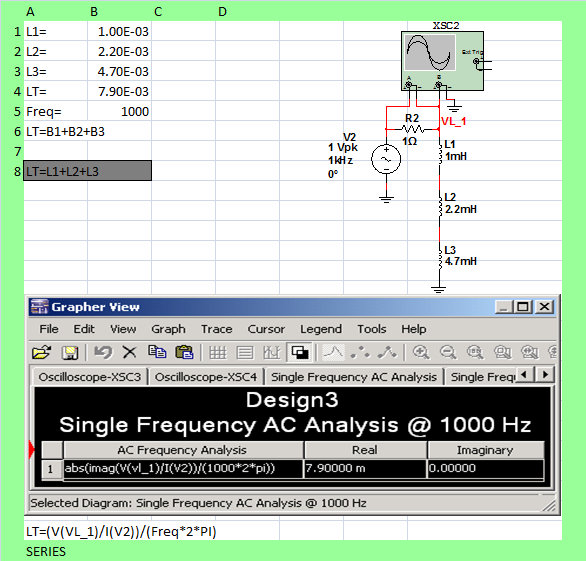 A B C D
1 L1= 1.00E-03
2 L2= 2.20E-03
3 L3= 4.70E-03
4 LT= 7.90E-03
5 Freq= 1000
6 LT=B1+B2+B3
7
8 LT=L1+L2+L3
XSC2
Ext Trig
+
A B
+ - + -
R2
VL_1
1Ω
V2
1 Vpk
1kHz
0°
L1
1mH
L2
2.2mH
L3
4.7mH
Grapher View
File Edit View Graph Trace Cursor Legend Tools Help
Oscilloscope-XSC3 Oscilloscope-XSC4 Single Frequency AC Analysis Single Frequ
Design3
Single Frequency AC Analysis @ 1000 Hz
AC Frequency Analysis Real Imaginary
1 abs(imag(V(vl_1)/I(V2))/(1000*2*pi)) 7.90000 m 0.00000
Selected Diagram: Single Frequency AC Analysis @ 1000 Hz
LT=(V(VL_1)/I(V2))/(Freq*2*PI)
SERIES